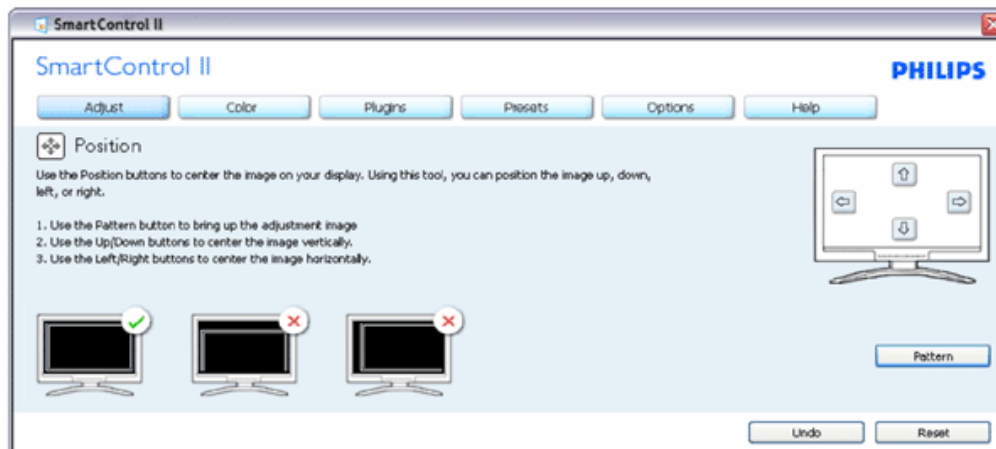 SmartControl II
SmartControl II
PHILIPS
Adjust Color Plugins Presets Options Help
Position
Use the Position buttons to center the image on your display. Using this tool, you can position the image up, down,
left, or right.
1. Use the Pattern button to bring up the adjustment image
2. Use the Up/Down buttons to center the image vertically.
3. Use the Left/Right buttons to center the image horizontally.
Pattern
Undo Reset